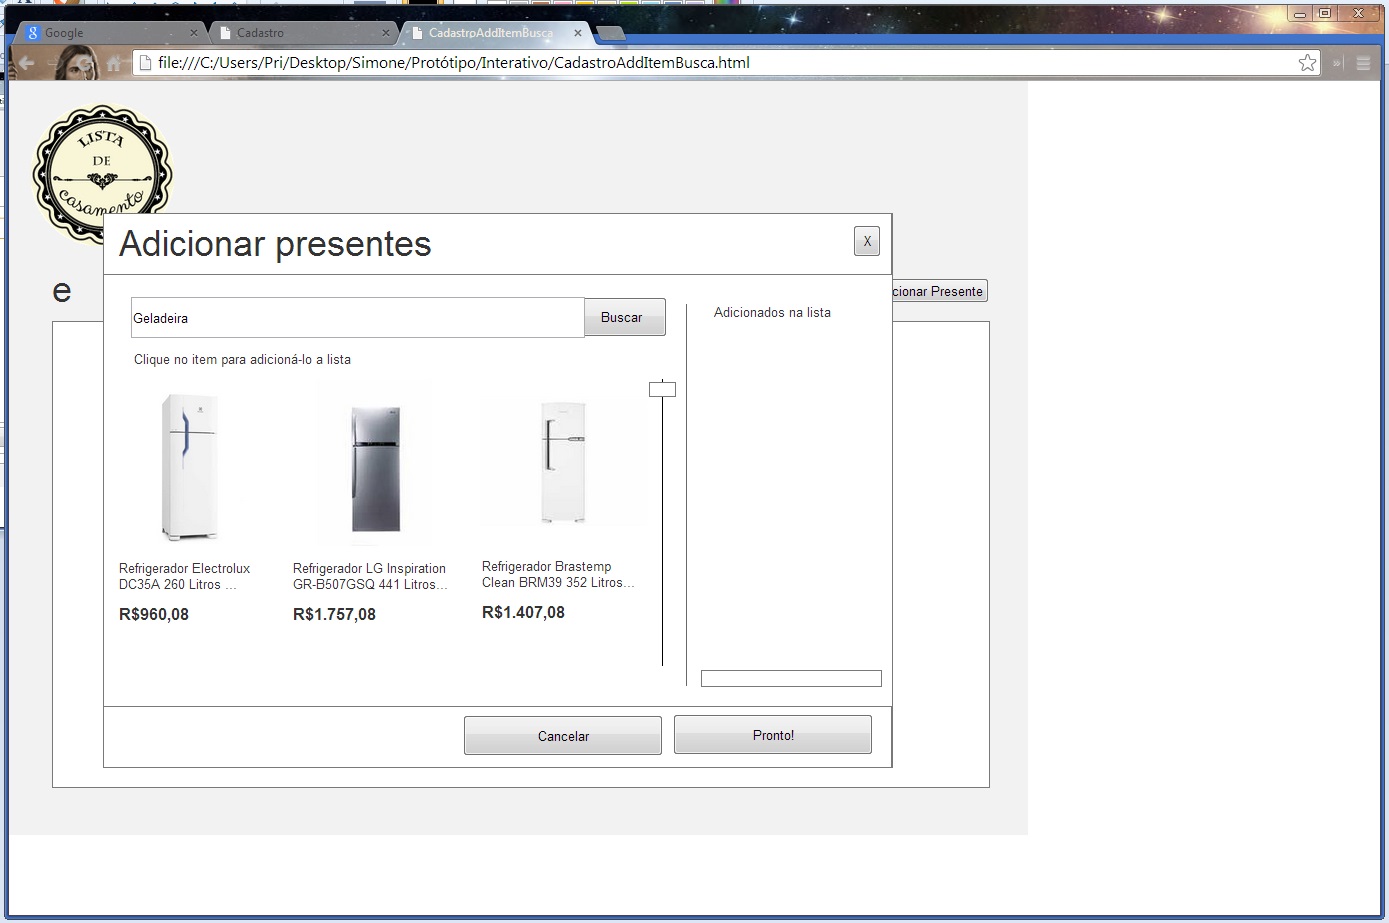 Google
Cadastro
CadastroAddItemBusca
file:///C:/Users/Pri/Desktop/Simone/Protótipo/Interativo/CadastroAddItemBusca.html
LISTA
DE
casamento
Adicionar presentes
X
e
cionar Presente
Geladeira
Buscar
Adicionados na lista
Clique no item para adicioná-lo a lista
Refrigerador Electrolux
DC35A 260 Litros ...
R$960,08
Refrigerador LG Inspiration
GR-B507GSQ 441 Litros...
R$1.757,08
Refrigerador Brastemp
Clean BRM39 352 Litros...
R$1.407,08
Cancelar
Pronto!